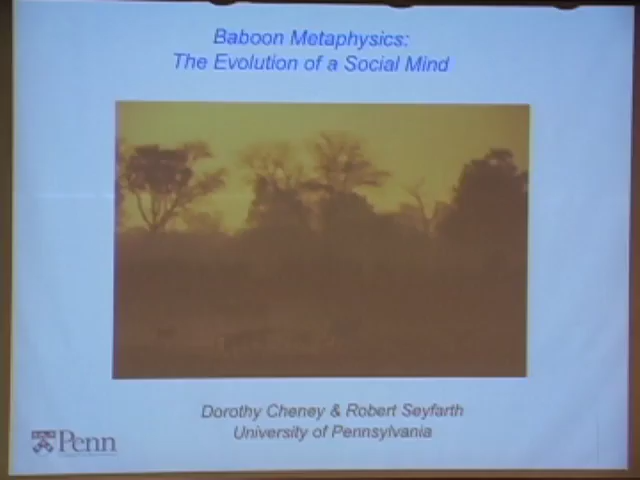 Baboon Metaphysics:
The Evolution of a Social Mind
Dorothy Cheney & Robert Seyfarth
University of Pennsylvania
Penn